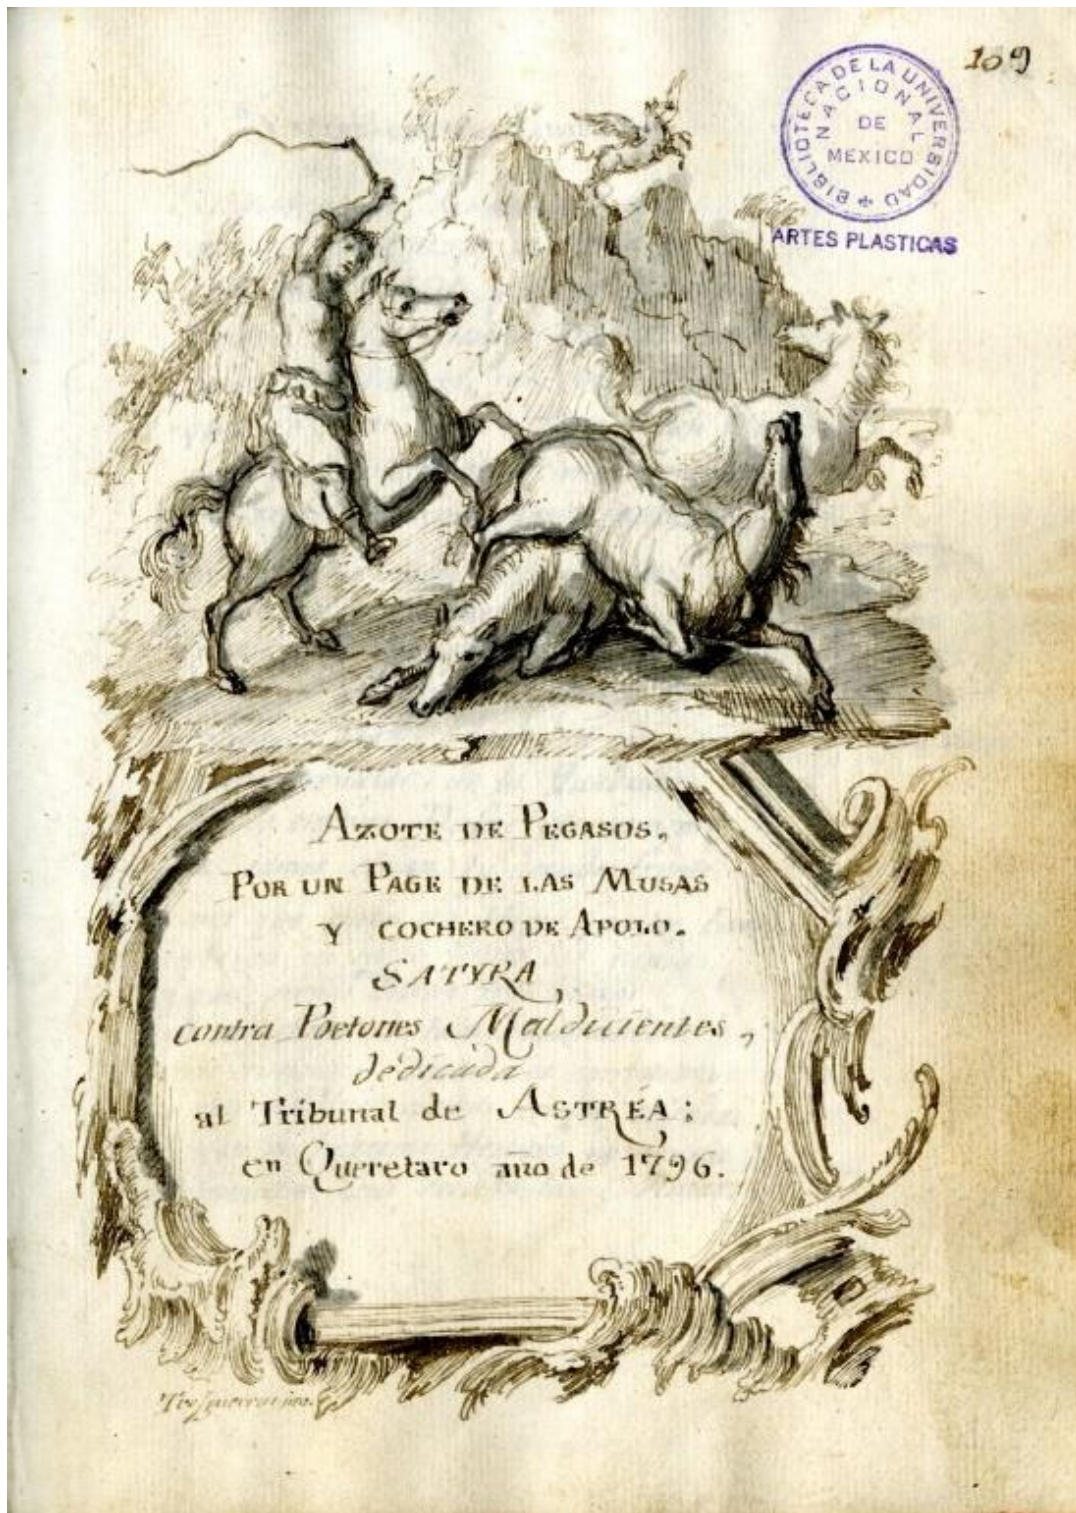 109
BIBLIOTECA DE LA UNIVERSIDAD
NACIONAL
DE
MEXICO
ARTES PLASTICAS
AZOTE DE PEGASOS.
POR UN PAGE DE LAS MUSAS
Y COCHERO DE APOLO.
SATYRA
contra Poetones Maldicientes,
dedicada
al Tribunal de ASTRÉA;
en Queretaro año de 1796.